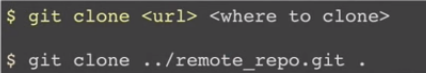 $ git clone <url> <where to clone>
$ git clone ../remote_repo.git .